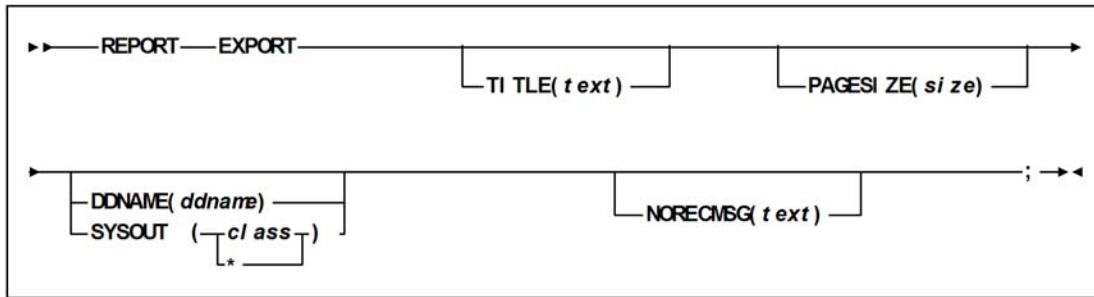 REPORT EXPORT
TITLE(text) PAGESIZE(size)
DDNAME(ddname) ;
SYSOUT (class) NORECMSG(text)
*